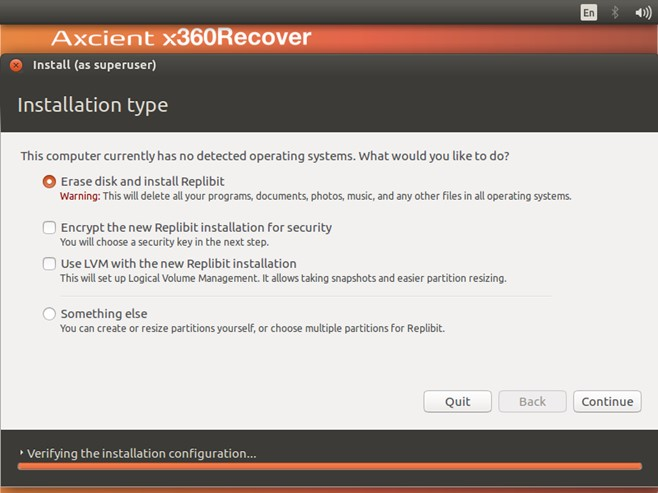 En
Axcient x360Recover
Install (as superuser)
Installation type
This computer currently has no detected operating systems. What would you like to do?
Erase disk and install Replibit
Warning: This will delete all your programs, documents, photos, music, and any other files in all operating systems.
Encrypt the new Replibit installation for security
You will choose a security key in the next step.
Use LVM with the new Replibit installation
This will set up Logical Volume Management. It allows taking snapshots and easier partition resizing.
Something else
You can create or resize partitions yourself, or choose multiple partitions for Replibit.
Quit Back Continue
Verifying the installation configuration...